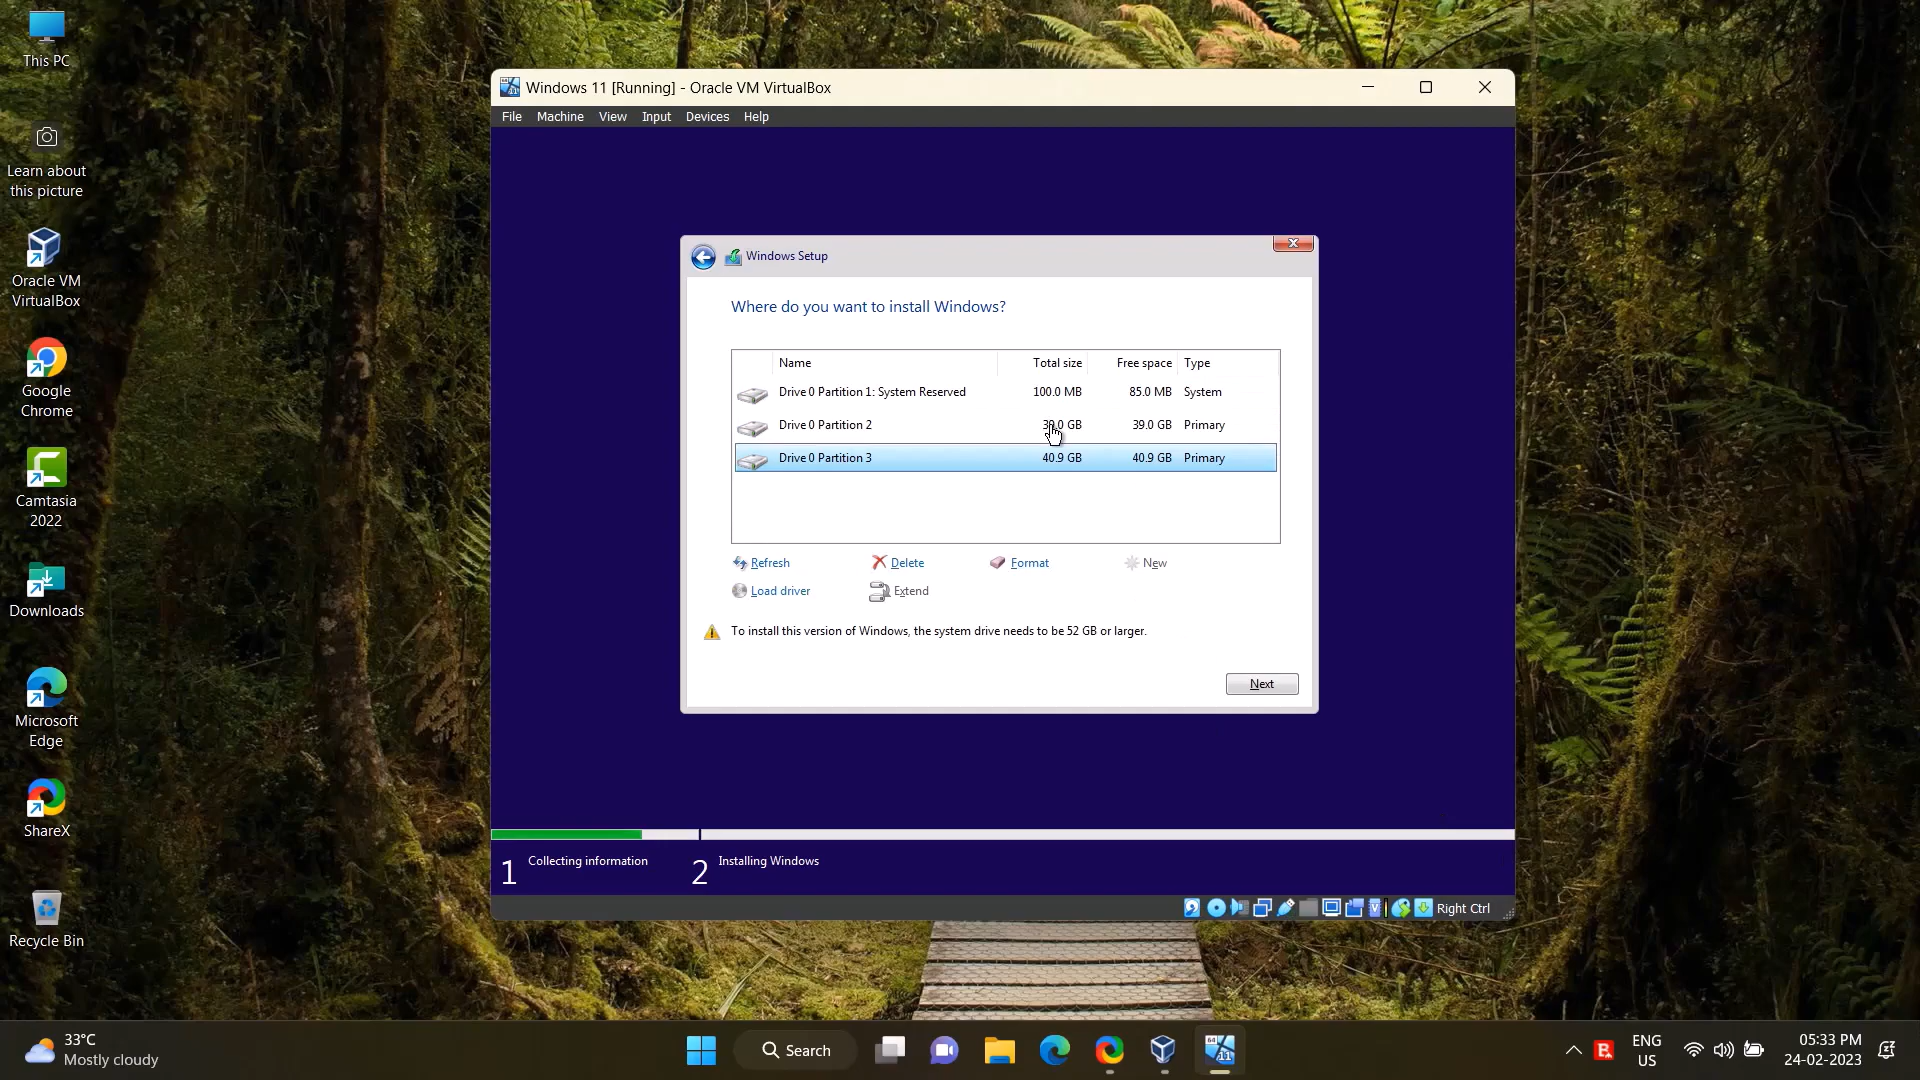 This PC
Learn about
this picture
Oracle VM
VirtualBox
Google
Chrome
Camtasia
2022
Downloads
Microsoft
Edge
ShareX
Recycle Bin
Windows 11 [Running] - Oracle VM VirtualBox
File Machine View Input Devices Help
Windows Setup
Where do you want to install Windows?
Name Total size Free space Type
Drive 0 Partition 1: System Reserved 100.0 MB 85.0 MB System
Drive 0 Partition 2 39.0 GB 39.0 GB Primary
Drive 0 Partition 3 40.9 GB 40.9 GB Primary
Refresh Delete Format New
Load driver Extend
To install this version of Windows, the system drive needs to be 52 GB or larger.
Next
1 Collecting information 2 Installing Windows
Right Ctrl
33°C
Mostly cloudy
Search
ENG
US
05:33 PM
24-02-2023